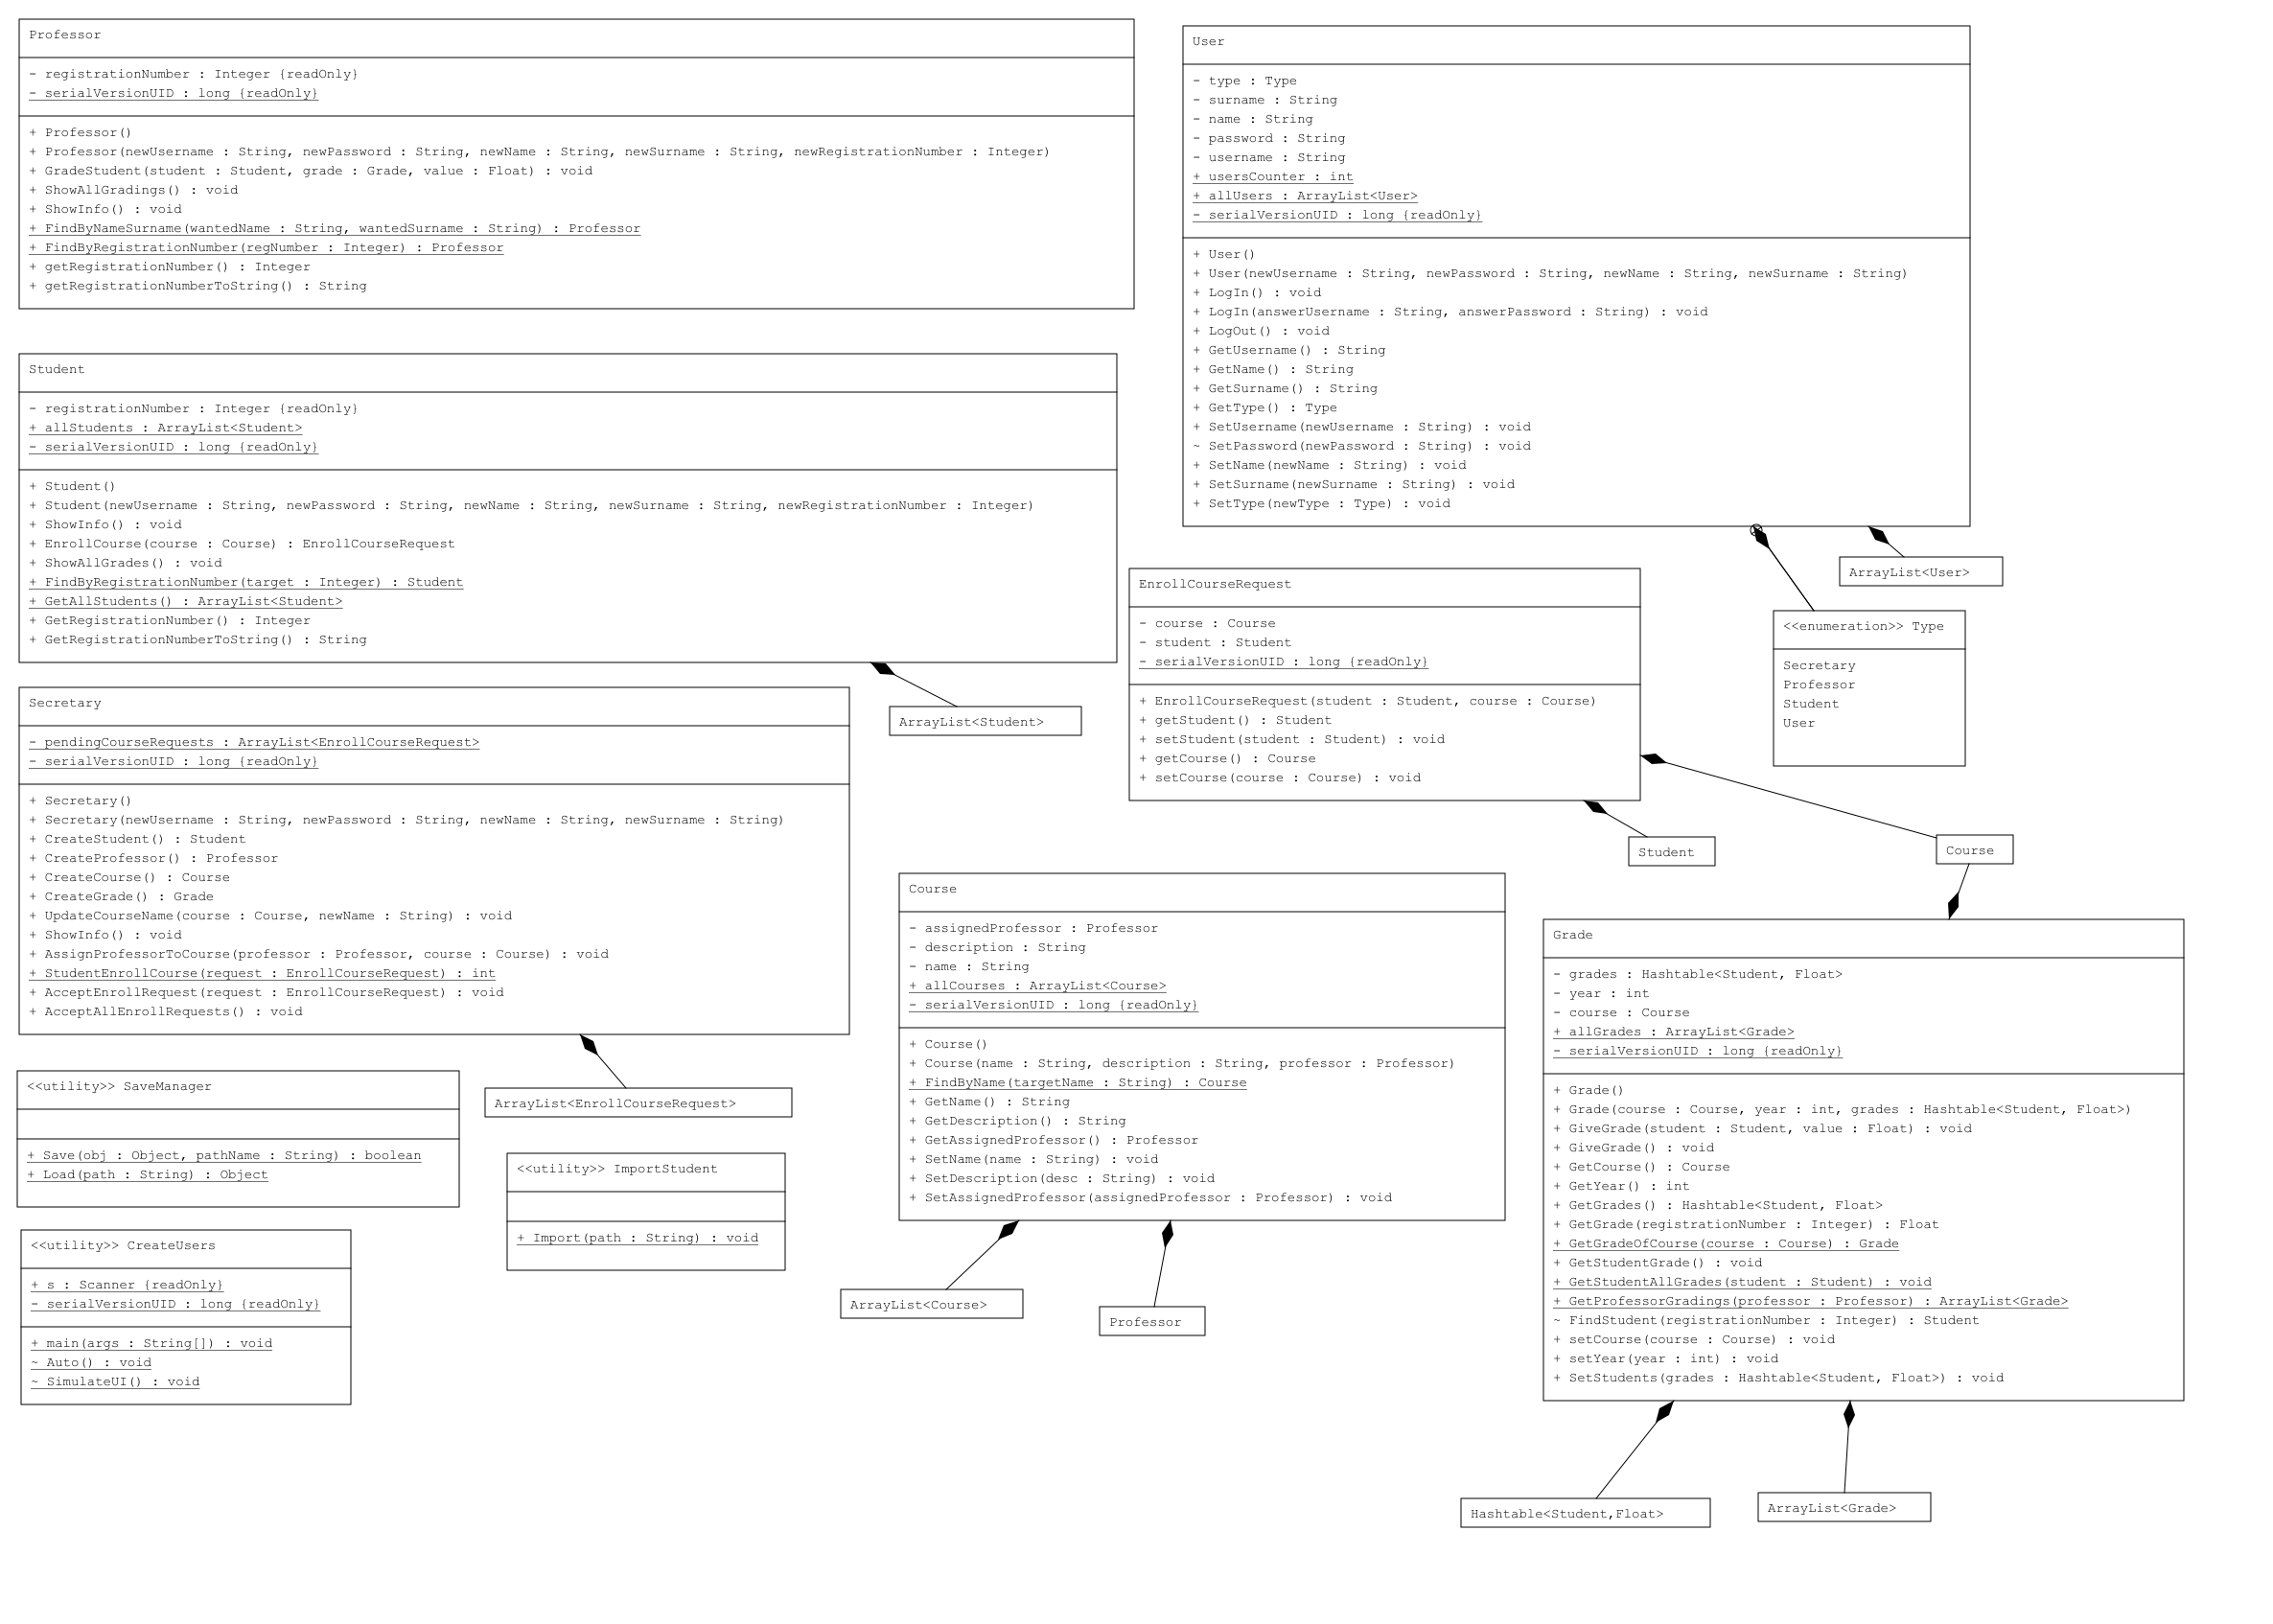 Professor
- registrationNumber : Integer {readOnly}
- serialVersionUID : long {readOnly}
+ Professor()
+ Professor(newUsername : String, newPassword : String, newName : String, newSurname : String, newRegistrationNumber : Integer)
+ GradeStudent(student : Student, grade : Grade, value : Float) : void
+ ShowAllGradings() : void
+ ShowInfo() : void
+ FindByNameSurname(wantedName : String, wantedSurname : String) : Professor
+ FindByRegistrationNumber(regNumber : Integer) : Professor
+ getRegistrationNumber() : Integer
+ getRegistrationNumberToString() : String
User
- type : Type
- surname : String
- name : String
- password : String
- username : String
+ usersCounter : int
+ allUsers : ArrayList<User>
- serialVersionUID : long {readOnly}
+ User()
+ User(newUsername : String, newPassword : String, newName : String, newSurname : String)
+ LogIn() : void
+ LogIn(answerUsername : String, answerPassword : String) : void
+ LogOut() : void
+ GetUsername() : String
+ GetName() : String
+ GetSurname() : String
+ GetType() : Type
+ SetUsername(newUsername : String) : void
~ SetPassword(newPassword : String) : void
+ SetName(newName : String) : void
+ SetSurname(newSurname : String) : void
+ SetType(newType : Type) : void
Student
- registrationNumber : Integer {readOnly}
+ allStudents : ArrayList<Student>
- serialVersionUID : long {readOnly}
+ Student()
+ Student(newUsername : String, newPassword : String, newName : String, newSurname : String, newRegistrationNumber : Integer)
+ ShowInfo() : void
+ EnrollCourse(course : Course) : EnrollCourseRequest
+ ShowAllGrades() : void
+ FindByRegistrationNumber(target : Integer) : Student
+ GetAllStudents() : ArrayList<Student>
+ GetRegistrationNumber() : Integer
+ GetRegistrationNumberToString() : String
ArrayList<User>
EnrollCourseRequest
- course : Course
- student : Student
- serialVersionUID : long {readOnly}
+ EnrollCourseRequest(student : Student, course : Course)
+ getStudent() : Student
+ setStudent(student : Student) : void
+ getCourse() : Course
+ setCourse(course : Course) : void
<<enumeration>> Type
Secretary
Professor
Student
User
ArrayList<Student>
Secretary
- pendingCourseRequests : ArrayList<EnrollCourseRequest>
- serialVersionUID : long {readOnly}
+ Secretary()
+ Secretary(newUsername : String, newPassword : String, newName : String, newSurname : String)
+ CreateStudent() : Student
+ CreateProfessor() : Professor
+ CreateCourse() : Course
+ CreateGrade() : Grade
+ UpdateCourseName(course : Course, newName : String) : void
+ ShowInfo() : void
+ AssignProfessorToCourse(professor : Professor, course : Course) : void
+ StudentEnrollCourse(request : EnrollCourseRequest) : int
+ AcceptEnrollRequest(request : EnrollCourseRequest) : void
+ AcceptAllEnrollRequests() : void
Student
Course
Course
- assignedProfessor : Professor
- description : String
- name : String
+ allCourses : ArrayList<Course>
- serialVersionUID : long {readOnly}
+ Course()
+ Course(name : String, description : String, professor : Professor)
+ FindByName(targetName : String) : Course
+ GetName() : String
+ GetDescription() : String
+ GetAssignedProfessor() : Professor
+ SetName(name : String) : void
+ SetDescription(desc : String) : void
+ SetAssignedProfessor(assignedProfessor : Professor) : void
Grade
- grades : Hashtable<Student, Float>
- year : int
- course : Course
+ allGrades : ArrayList<Grade>
- serialVersionUID : long {readOnly}
+ Grade()
+ Grade(course : Course, year : int, grades : Hashtable<Student, Float>)
+ GiveGrade(student : Student, value : Float) : void
+ GiveGrade() : void
+ GetCourse() : Course
+ GetYear() : int
+ GetGrades() : Hashtable<Student, Float>
+ GetGrade(registrationNumber : Integer) : Float
+ GetGradeOfCourse(course : Course) : Grade
+ GetStudentGrade() : void
+ GetStudentAllGrades(student : Student) : void
+ GetProfessorGradings(professor : Professor) : ArrayList<Grade>
~ FindStudent(registrationNumber : Integer) : Student
+ setCourse(course : Course) : void
+ setYear(year : int) : void
+ SetStudents(grades : Hashtable<Student, Float>) : void
<<utility>> SaveManager
+ Save(obj : Object, pathName : String) : boolean
+ Load(path : String) : Object
ArrayList<EnrollCourseRequest>
<<utility>> ImportStudent
+ Import(path : String) : void
<<utility>> CreateUsers
+ s : Scanner {readOnly}
- serialVersionUID : long {readOnly}
+ main(args : String[]) : void
~ Auto() : void
~ SimulateUI() : void
ArrayList<Course>
Professor
Hashtable<Student,Float>
ArrayList<Grade>